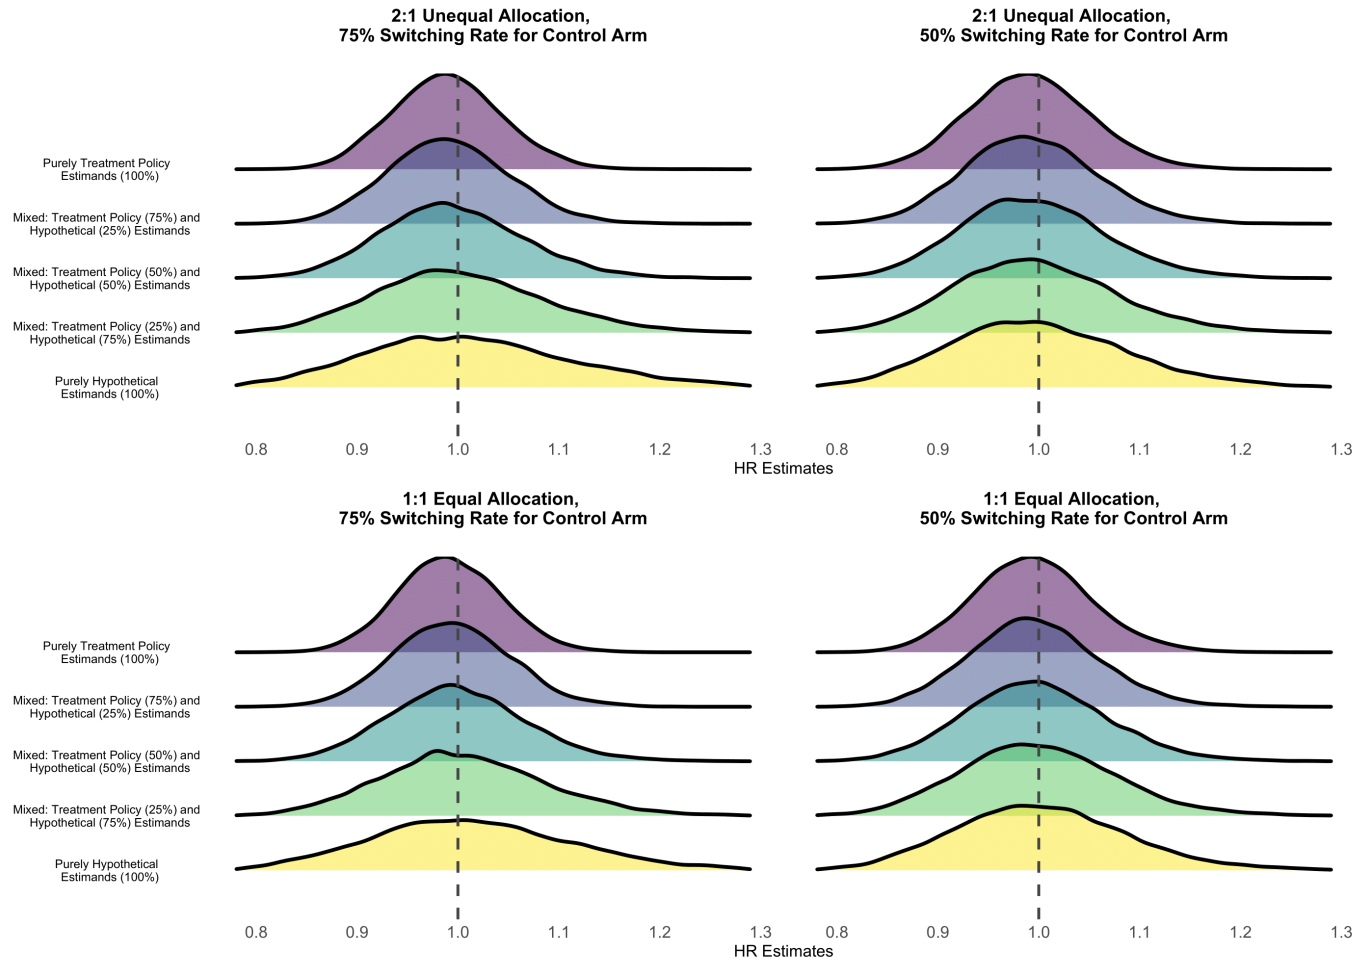 2:1 Unequal Allocation,
75% Switching Rate for Control Arm
Purely Treatment Policy
Estimands (100%)
Mixed: Treatment Policy (75%) and
Hypothetical (25%) Estimands
Mixed: Treatment Policy (50%) and
Hypothetical (50%) Estimands
Mixed: Treatment Policy (25%) and
Hypothetical (75%) Estimands
Purely Hypothetical
Estimands (100%)
0.8 0.9 1.0 1.1 1.2 1.3
2:1 Unequal Allocation,
50% Switching Rate for Control Arm
0.8 0.9 1.0 1.1 1.2 1.3
HR Estimates
1:1 Equal Allocation,
75% Switching Rate for Control Arm
Purely Treatment Policy
Estimands (100%)
Mixed: Treatment Policy (75%) and
Hypothetical (25%) Estimands
Mixed: Treatment Policy (50%) and
Hypothetical (50%) Estimands
Mixed: Treatment Policy (25%) and
Hypothetical (75%) Estimands
Purely Hypothetical
Estimands (100%)
0.8 0.9 1.0 1.1 1.2 1.3
1:1 Equal Allocation,
50% Switching Rate for Control Arm
0.8 0.9 1.0 1.1 1.2 1.3
HR Estimates